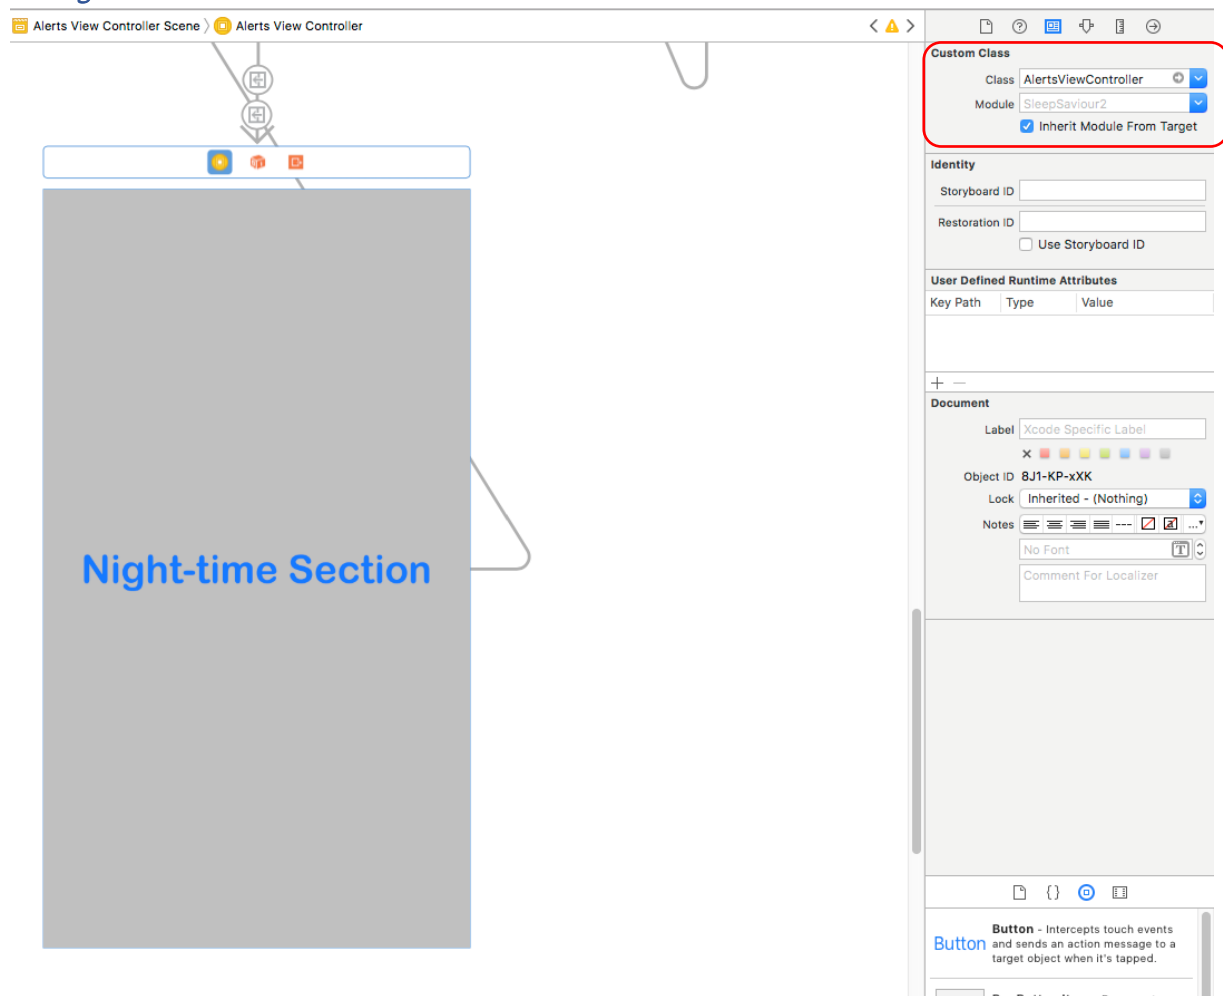 Alerts View Controller Scene Alerts View Controller
Custom Class
Class AlertsViewController
Module SleepSaviour2
Inherit Module From Target
Identity
Storyboard ID
Restoration ID
Use Storyboard ID
User Defined Runtime Attributes
Key Path Type Value
Document
Label Xcode Specific Label
Object ID 8J1-KP-xXK
Lock Inherited - (Nothing)
Notes
No Font
Comment For Localizer
Night-time Section
Button
Button - Intercepts touch events
and sends an action message to a
target object when it's tapped.